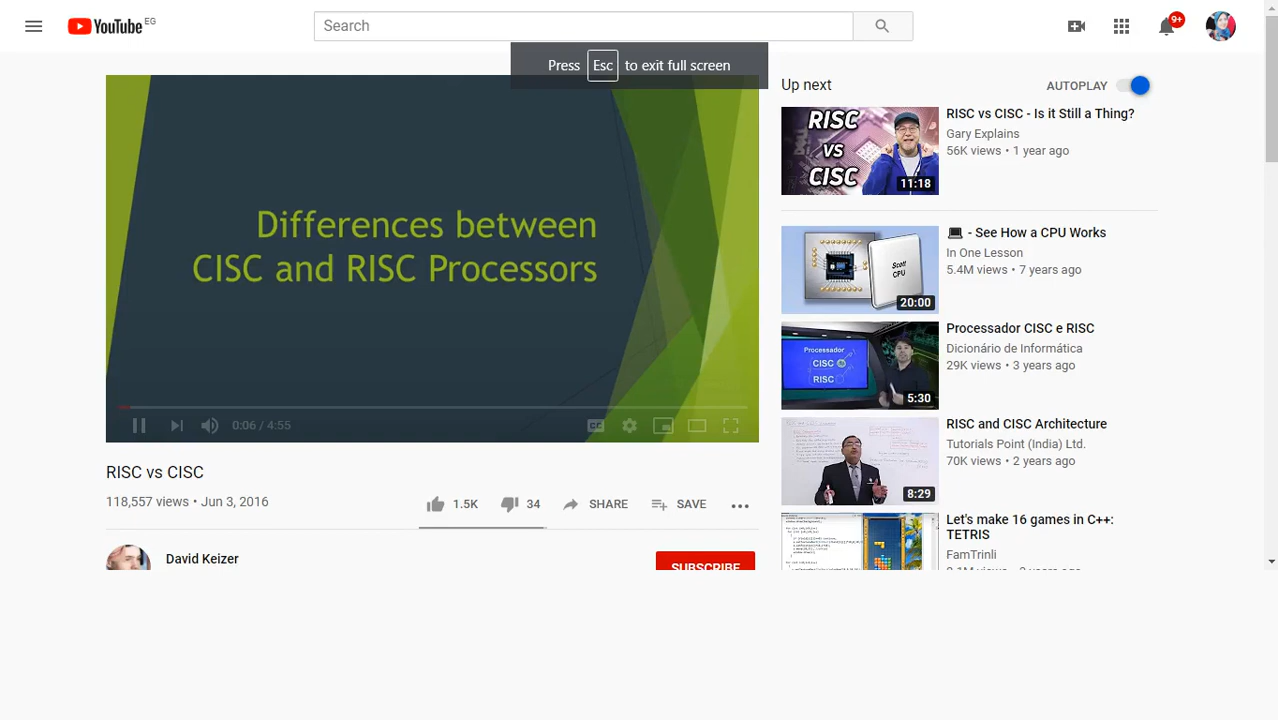 YouTube EG
Search
9+
Press Esc to exit full screen
Differences between
CISC and RISC Processors
0:06 / 4:55
CC
RISC vs CISC
118,557 views • Jun 3, 2016
1.5K
34
SHARE
SAVE
David Keizer
SUBSCRIBE
Up next
AUTOPLAY
RISC
VS
CISC
11:18
RISC vs CISC - Is it Still a Thing?
Gary Explains
56K views • 1 year ago
Scott
CPU
20:00
💻 - See How a CPU Works
In One Lesson
5.4M views • 7 years ago
Processador
CISC
RISC
5:30
Processador CISC e RISC
Dicionário de Informática
29K views • 3 years ago
8:29
RISC and CISC Architecture
Tutorials Point (India) Ltd.
70K views • 2 years ago
Let's make 16 games in C++:
TETRIS
FamTrinli